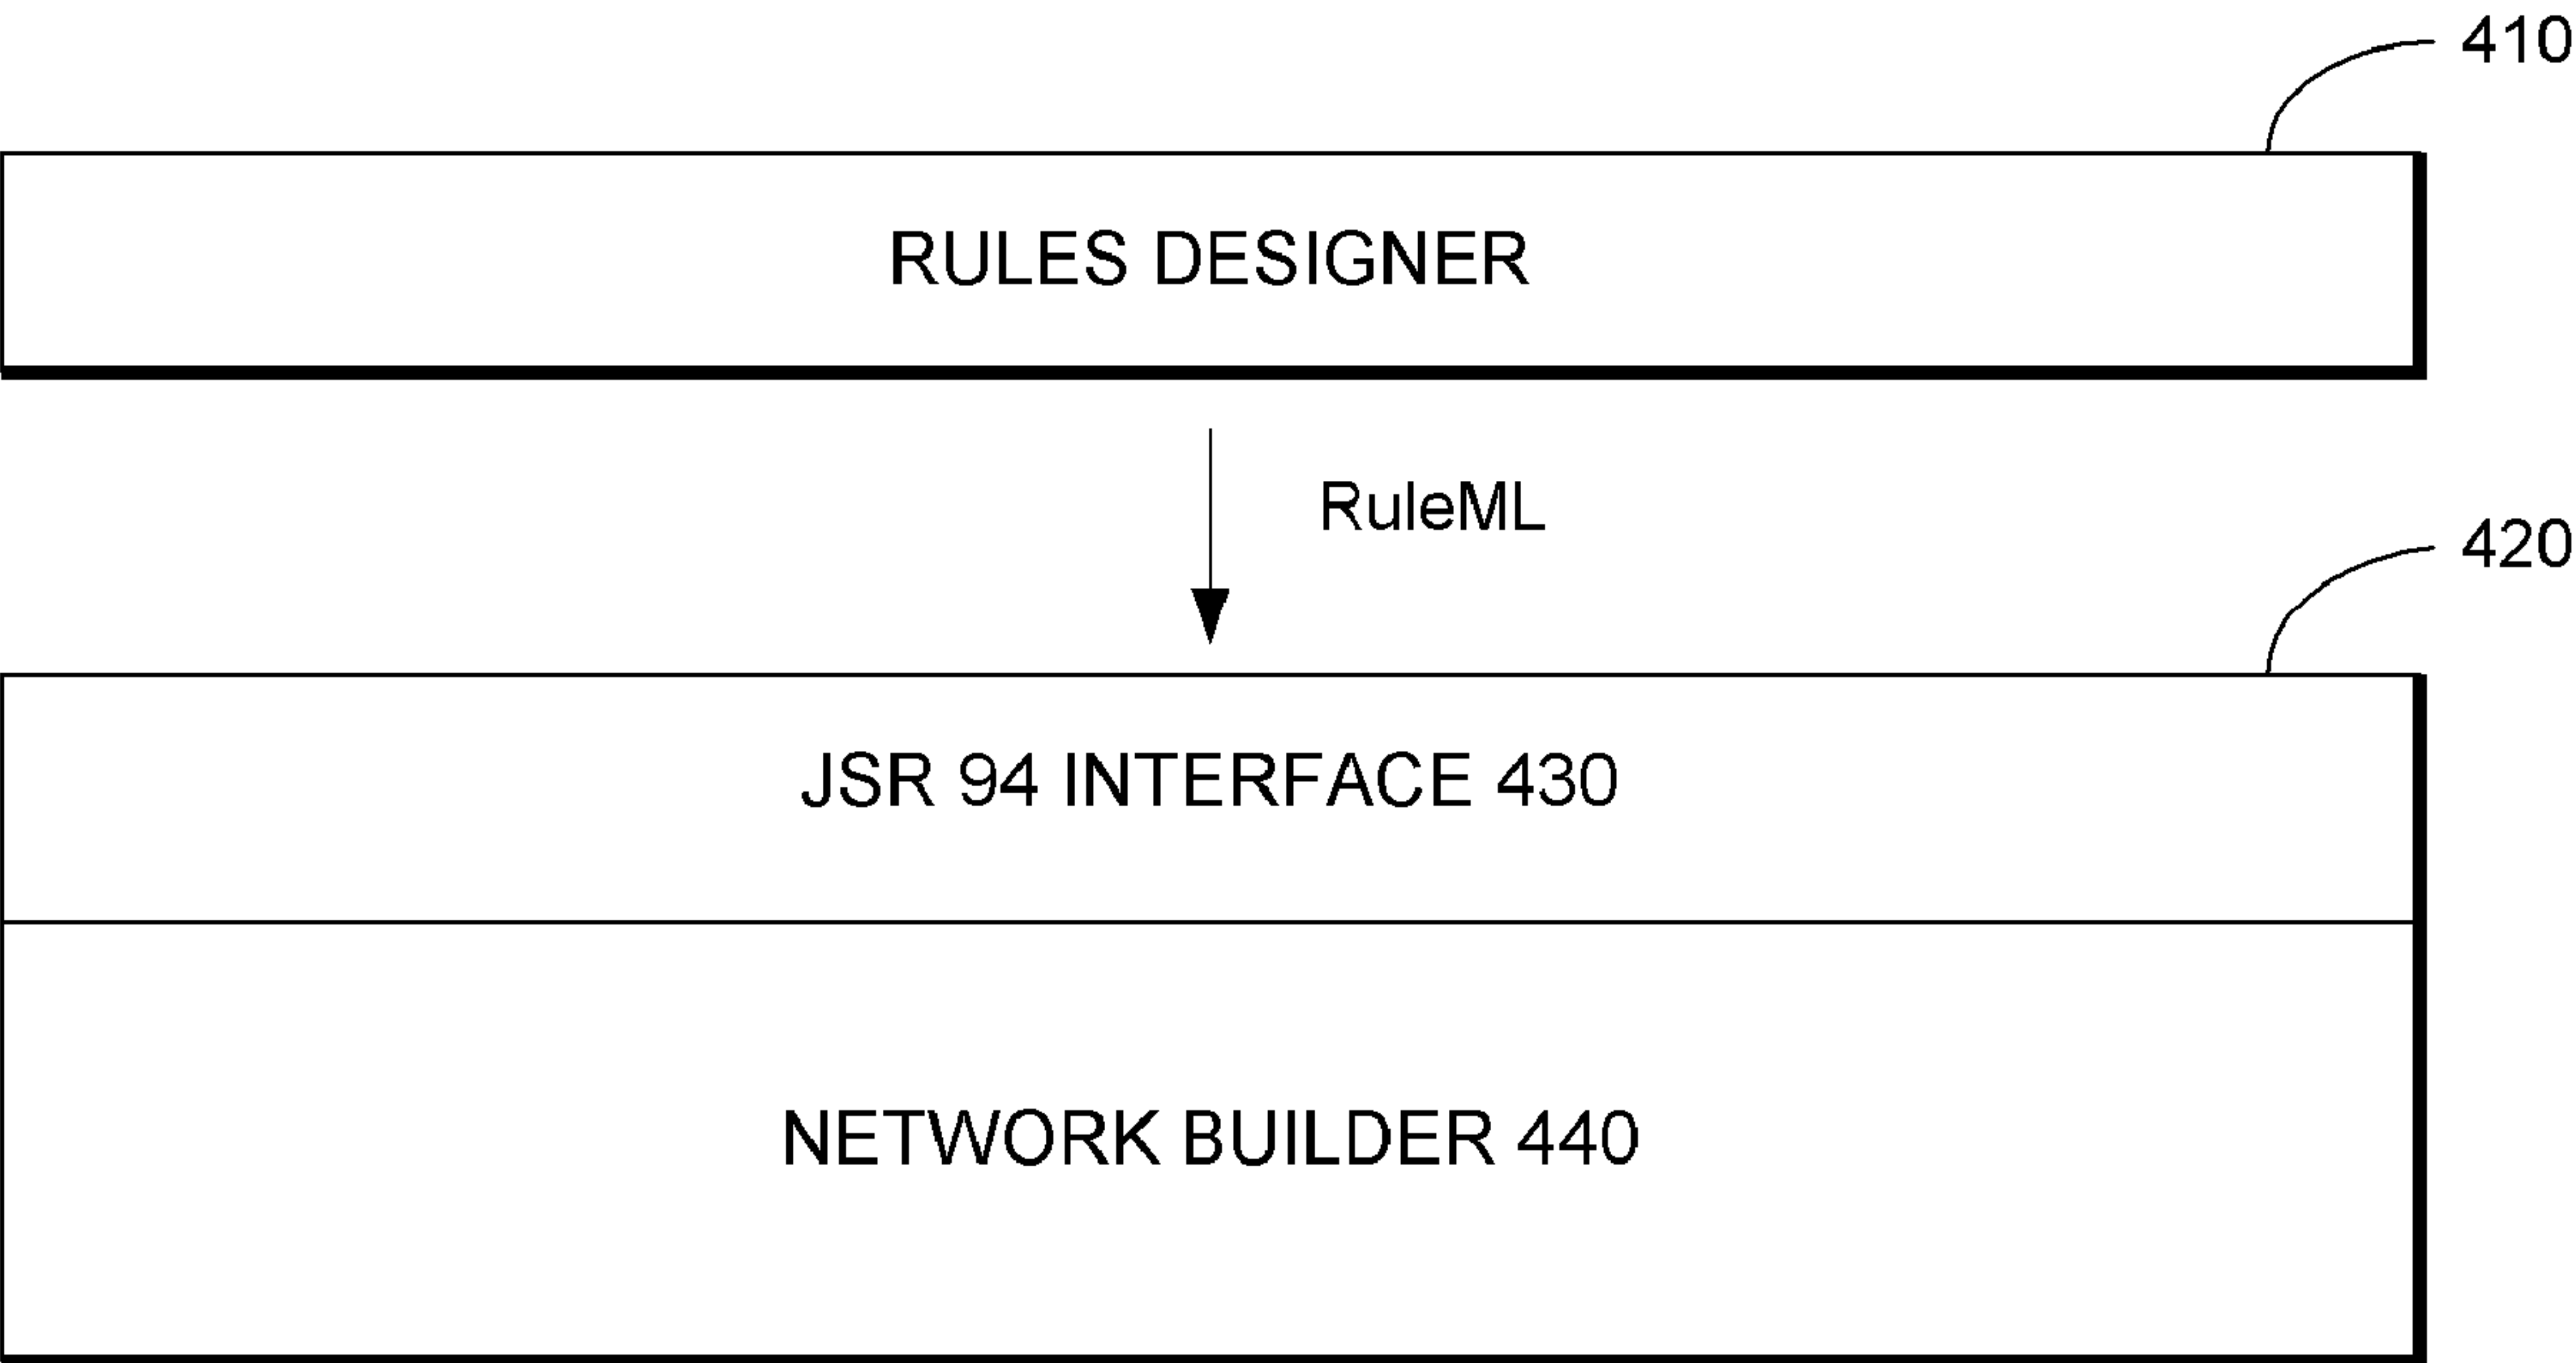 410
RULES DESIGNER
RuleML
420
JSR 94 INTERFACE 430
NETWORK BUILDER 440